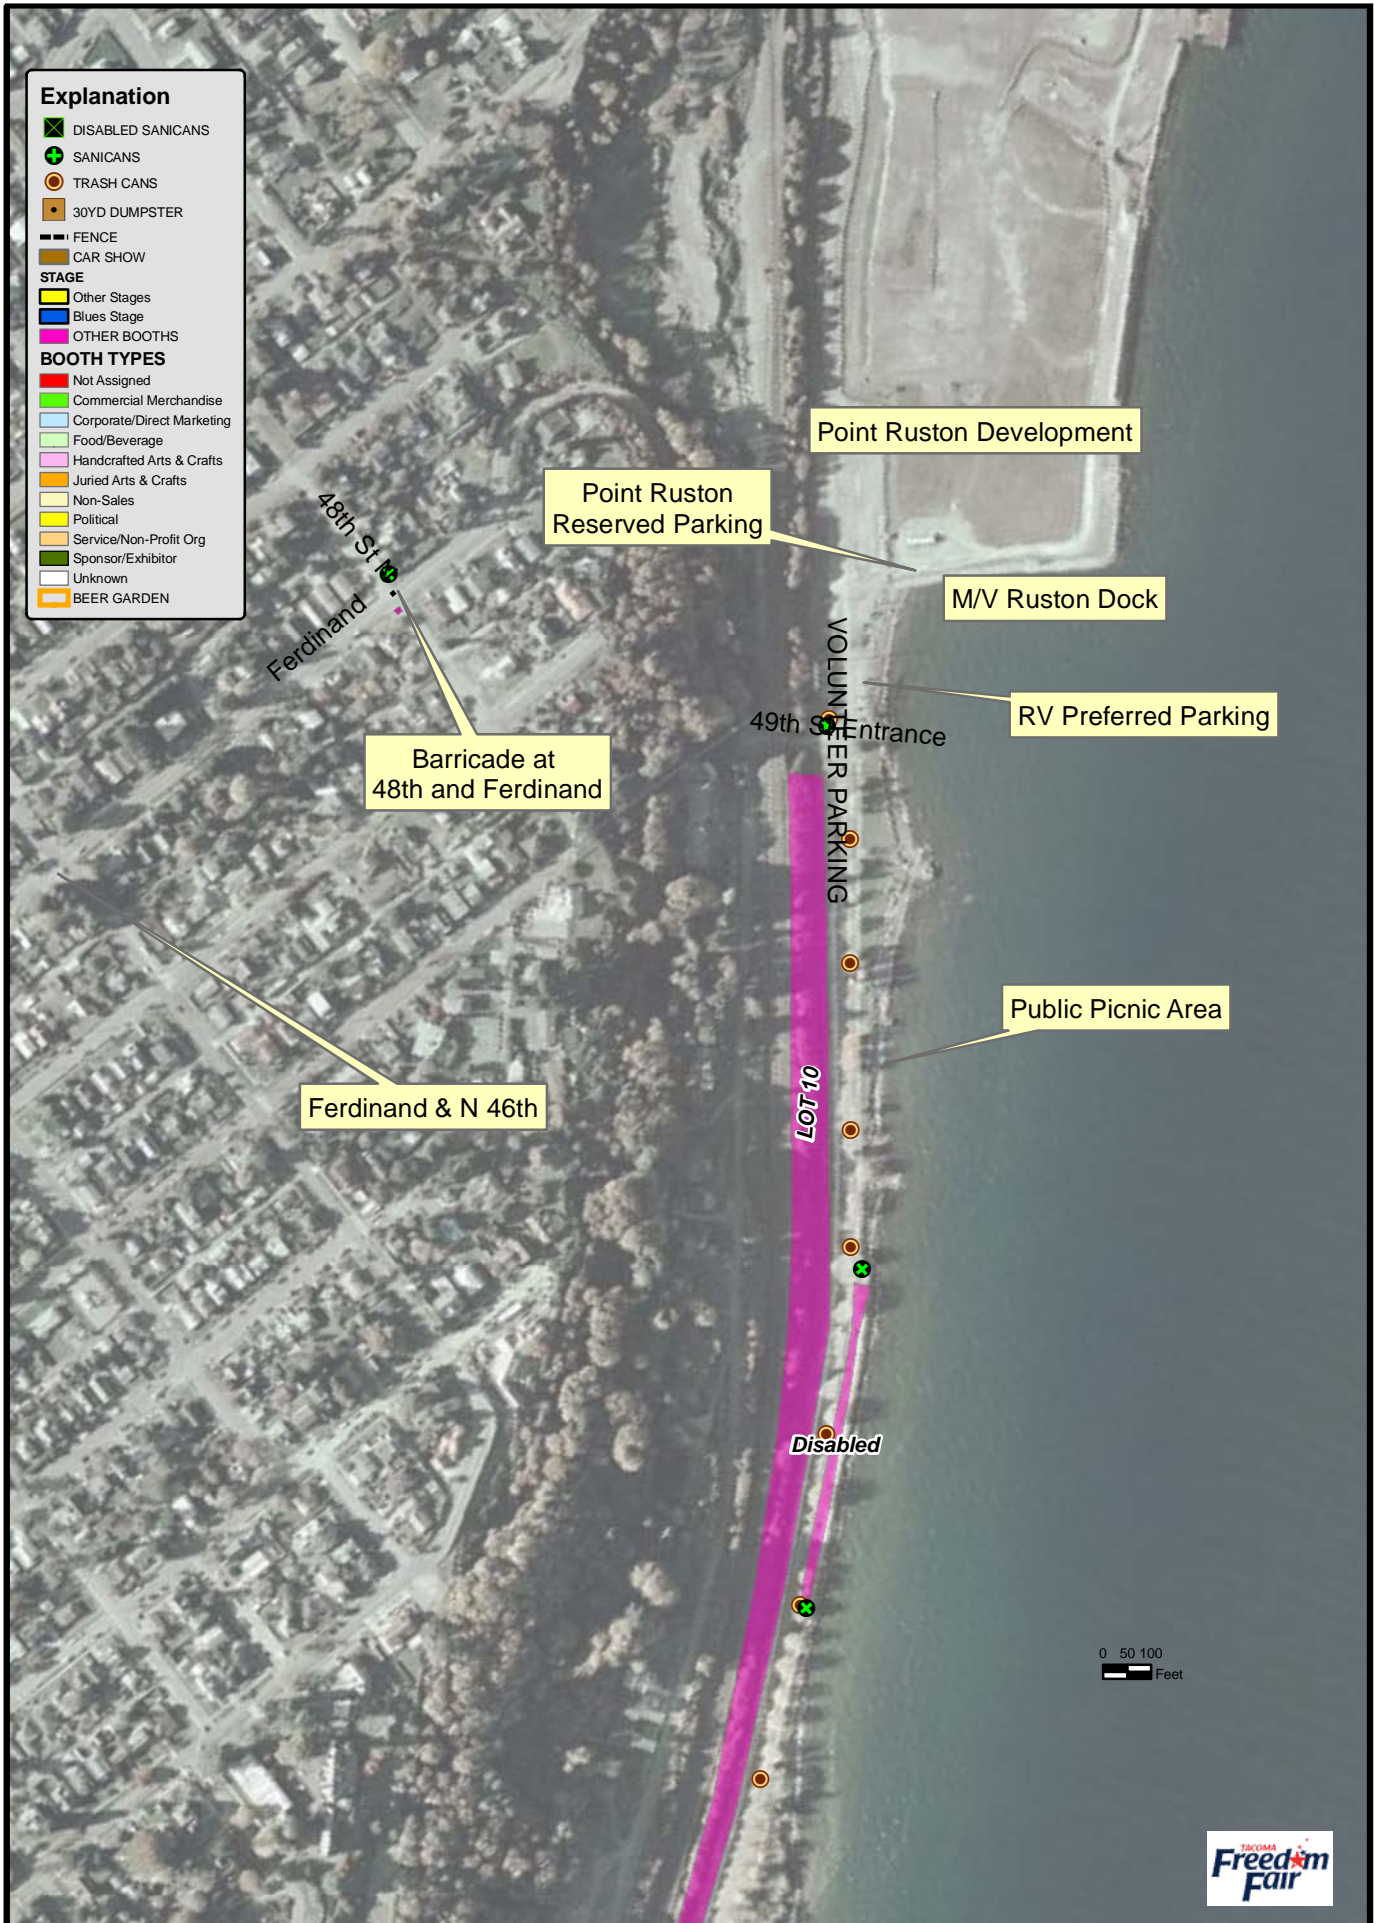 Explanation
DISABLED SANICANS
SANICANS
TRASH CANS
30YD DUMPSTER
FENCE
CAR SHOW
STAGE
Other Stages
Blues Stage
OTHER BOOTHS
BOOTH TYPES
Not Assigned
Commercial Merchandise
Corporate/Direct Marketing
Food/Beverage
Handcrafted Arts & Crafts
Juried Arts & Crafts
Non-Sales
Political
Service/Non-Profit Org
Sponsor/Exhibitor
Unknown
BEER GARDEN
Point Ruston Development
Point Ruston
Reserved Parking
48th St N
M/V Ruston Dock
Ferdinand
VOLUNTEER PARKING
RV Preferred Parking
49th St Entrance
Barricade at
48th and Ferdinand
Public Picnic Area
LOT 10
Ferdinand & N 46th
Disabled
0 50 100
Feet
TACOMA
Freedom
Fair